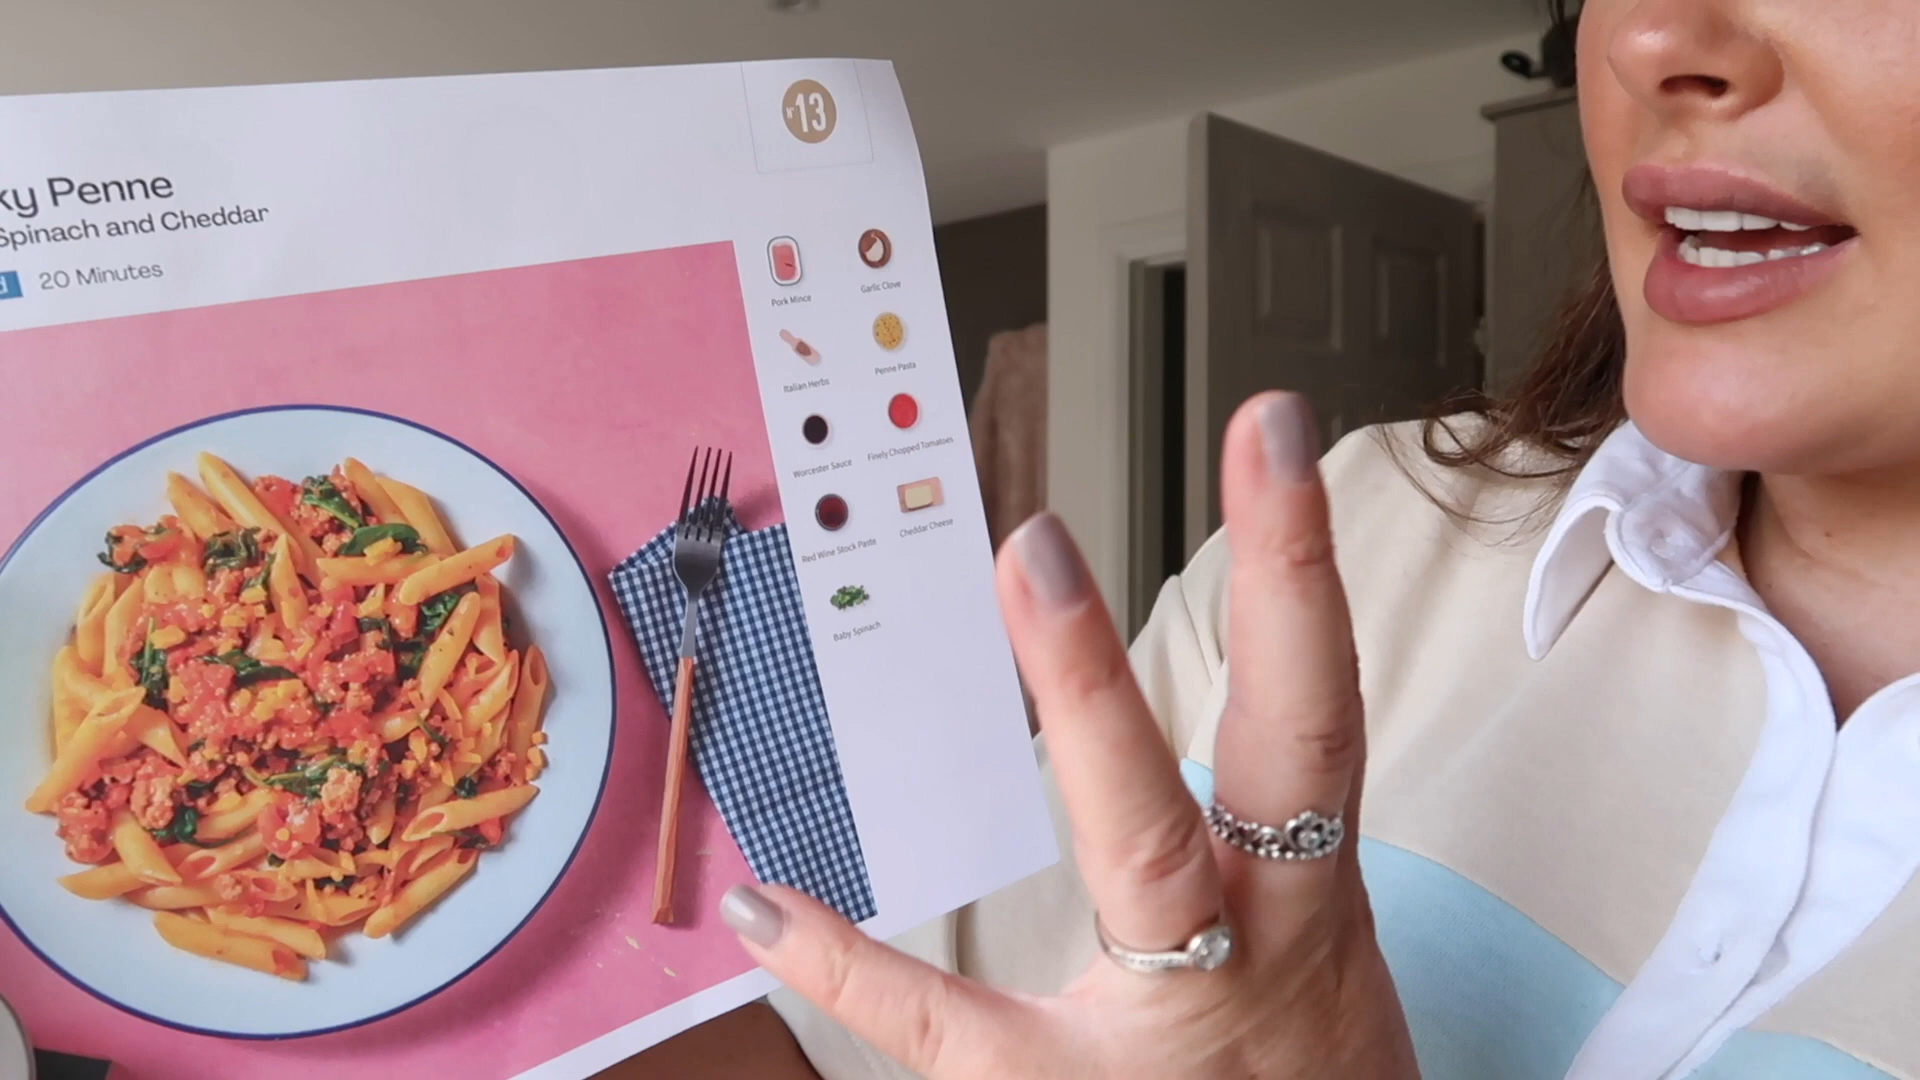 N°13
ky Penne
Spinach and Cheddar
d 20 Minutes
Pork Mince
Garlic Clove
Italian Herbs
Penne Pasta
Worcester Sauce
Finely Chopped Tomatoes
Red Wine Stock Paste
Cheddar Cheese
Baby Spinach